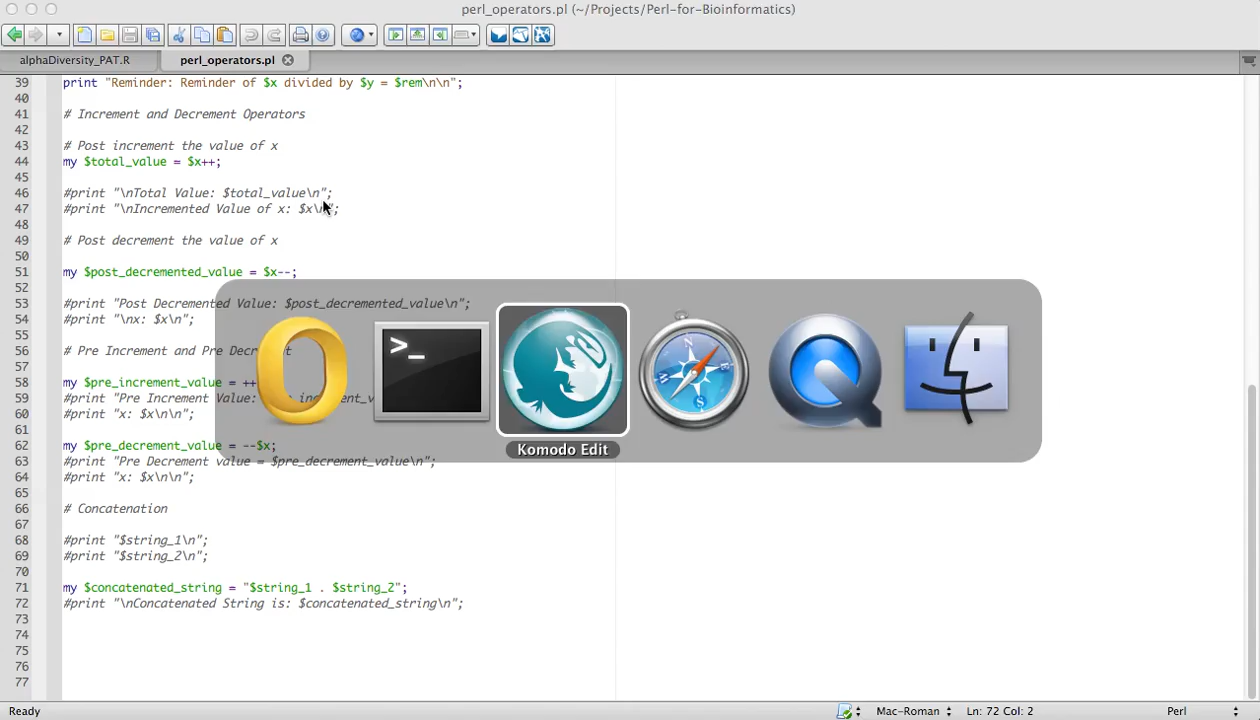 perl_operators.pl (~/Projects/Perl-for-Bioinformatics)
alphaDiversity_PAT.R perl_operators.pl
39 print "Reminder: Reminder of $x divided by $y = $rem\n\n";
40
41 # Increment and Decrement Operators
42
43 # Post increment the value of x
44 my $total_value = $x++;
45
46 #print "\nTotal Value: $total_value\n";
47 #print "\nIncremented Value of x: $x\n";
48
49 # Post decrement the value of x
50
51 my $post_decremented_value = $x--;
52
53 #print "Post Decremented Value: $post_decremented_value\n";
54 #print "\nx: $x\n";
55
56 # Pre Increment and Pre Decrement
57
58 my $pre_increment_value = ++
59 #print "Pre Increment Value:
60 #print "x: $x\n\n";
61
62 my $pre_decrement_value = --$x;
63 #print "Pre Decrement value = $pre_decrement_value\n";
64 #print "x: $x\n\n";
65
66 # Concatenation
67
68 #print "$string_1\n";
69 #print "$string_2\n";
70
71 my $concatenated_string = "$string_1 . $string_2";
72 #print "\nConcatenated String is: $concatenated_string\n";
73
74
75
76
77
>_
N E S W
Komodo Edit
Ready Mac-Roman Ln: 72 Col: 2 Perl